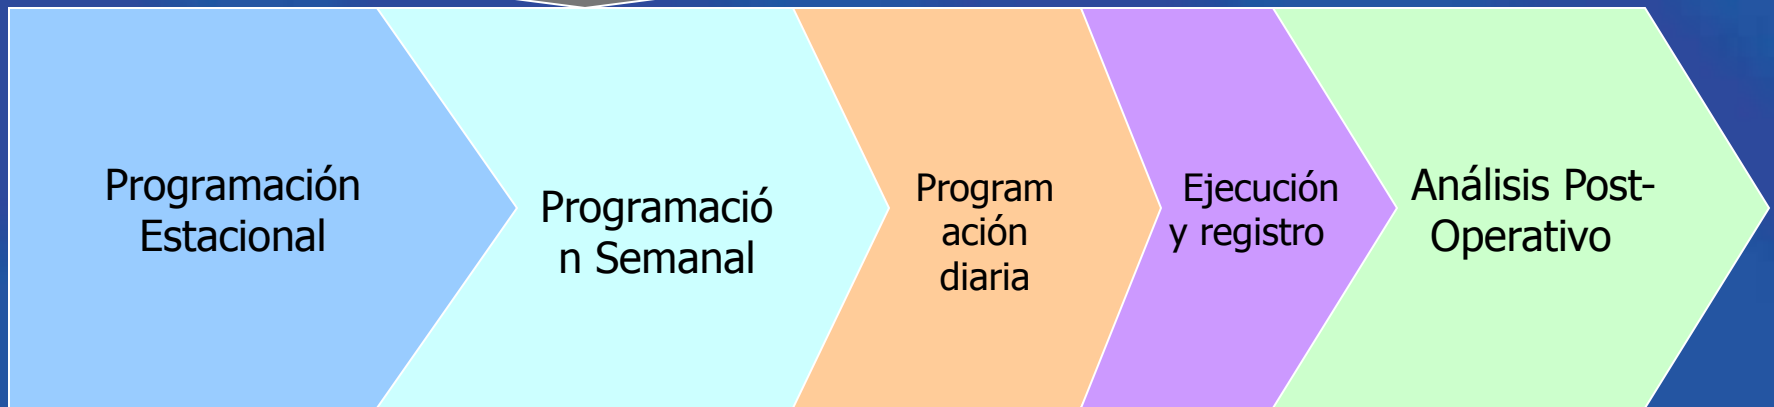 Programación
Estacional
Programació
n Semanal
Program
ación
diaria
Ejecución
y registro
Análisis Post-
Operativo